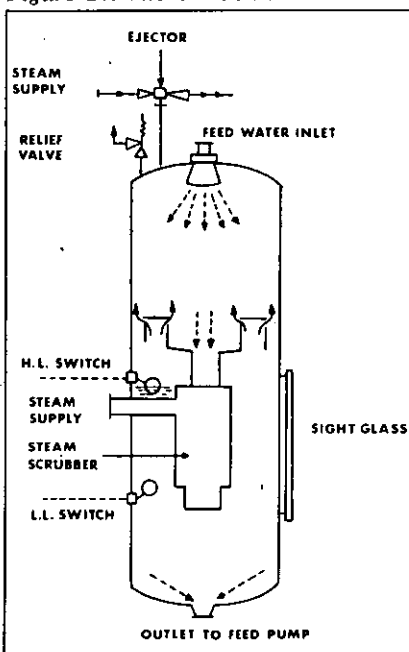 EJECTOR
STEAM
SUPPLY
FEED WATER INLET
RELIEF
VALVE
H.L. SWITCH
STEAM
SUPPLY
SIGHT GLASS
STEAM
SCRUBBER
L.L. SWITCH
OUTLET TO FEED PUMP